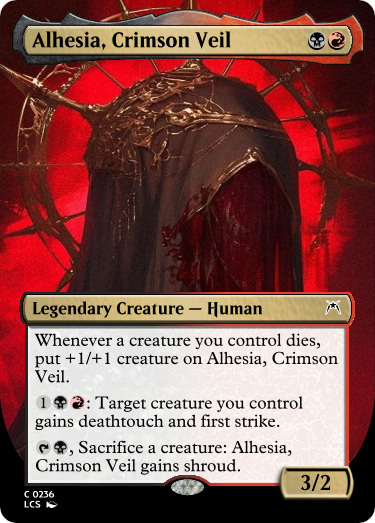 Alhesia, Crimson Veil
Legendary Creature — Human
Whenever a creature you control dies,
put +1/+1 creature on Alhesia, Crimson
Veil.
1: Target creature you control
gains deathtouch and first strike.
, Sacrifice a creature: Alhesia,
Crimson Veil gains shroud.
3/2
C 0236
LCS